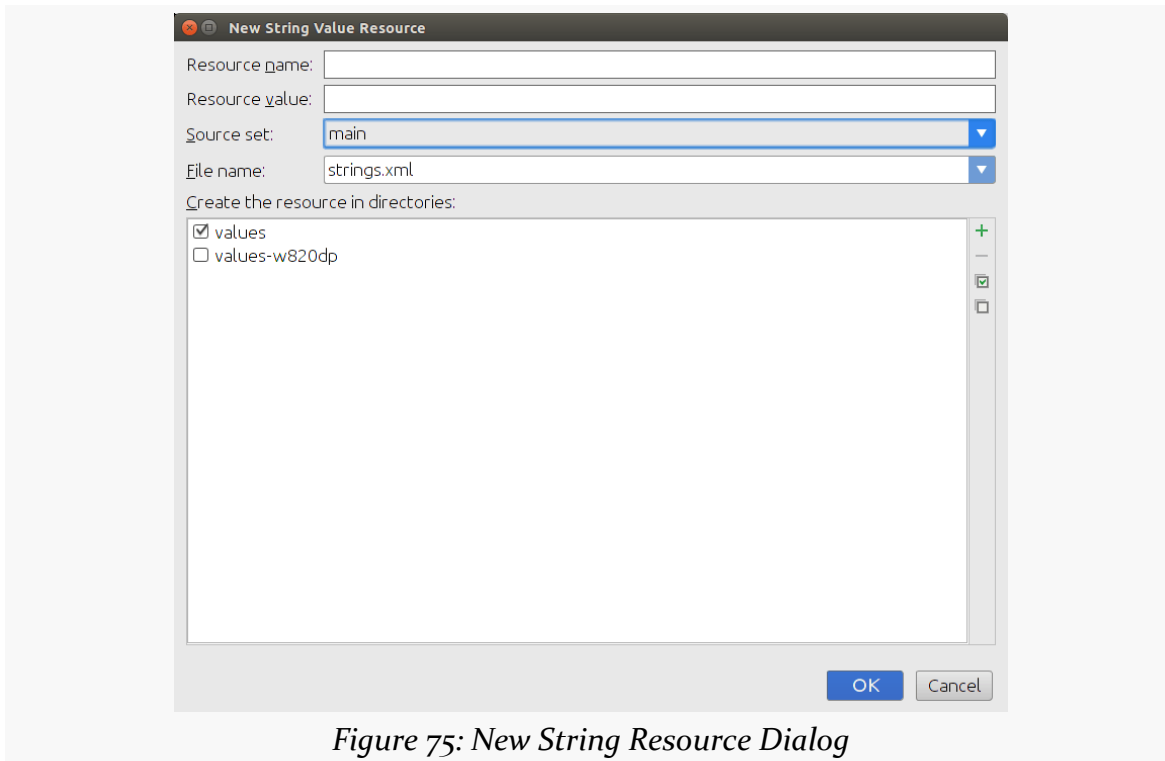 New String Value Resource
Resource name:
Resource value:
Source set: main
File name: strings.xml
Create the resource in directories:
values
values-w820dp
OK Cancel
Figure 75: New String Resource Dialog